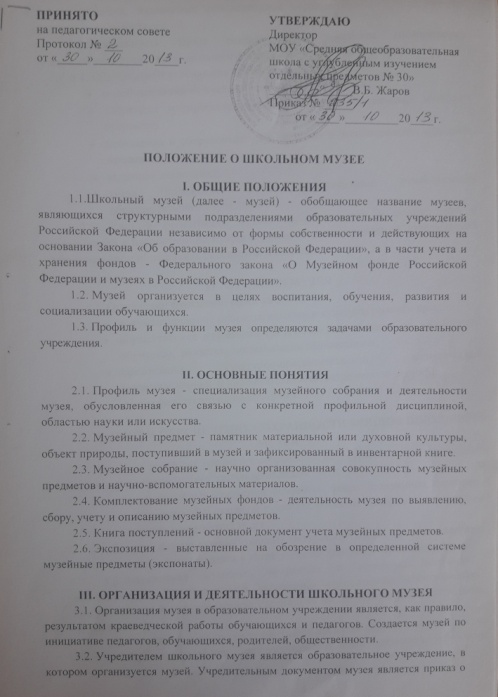 ПРИНЯТО
на педагогическом совете
Протокол № 2
от « 30 » 10 2013г.
УТВЕРЖДАЮ
Директор
МОУ «Средняя общеобразовательная
школа с углубленным изучением
отдельных предметов № 30»
В.Б. Жаров
Приказ № 235/1
от « 30 » 10 2013г.
ПОЛОЖЕНИЕ О ШКОЛЬНОМ МУЗЕЕ
I. ОБЩИЕ ПОЛОЖЕНИЯ
1.1.Школьный музей (далее - музей) - обобщающее название музеев,
являющихся структурными подразделениями образовательных учреждений
Российской Федерации независимо от формы собственности и действующих на
основании Закона «Об образовании в Российской Федерации», а в части учета и
хранения фондов - Федерального закона «О Музейном фонде Российской
Федерации и музеях в Российской Федерации».
1.2. Музей организуется в целях воспитания, обучения, развития и
социализации обучающихся.
1.3. Профиль и функции музея определяются задачами образовательного
учреждения.
II. ОСНОВНЫЕ ПОНЯТИЯ
2.1. Профиль музея - специализация музейного собрания и деятельности
музея, обусловленная его связью с конкретной профильной дисциплиной,
областью науки или искусства.
2.2. Музейный предмет - памятник материальной или духовной культуры,
объект природы, поступивший в музей и зафиксированный в инвентарной книге.
2.3. Музейное собрание - научно организованная совокупность музейных
предметов и научно-вспомогательных материалов.
2.4. Комплектование музейных фондов - деятельность музея по выявлению,
сбору, учету и описанию музейных предметов.
2.5. Книга поступлений - основной документ учета музейных предметов.
2.6. Экспозиция - выставленные на обозрение в определенной системе
музейные предметы (экспонаты).
III. ОРГАНИЗАЦИЯ И ДЕЯТЕЛЬНОСТИ ШКОЛЬНОГО МУЗЕЯ
3.1. Организация музея в образовательном учреждении является, как правило,
результатом краеведческой работы обучающихся и педагогов. Создается музей по
инициативе педагогов, обучающихся, родителей, общественности.
3.2. Учредителем школьного музея является образовательное учреждение, в
котором организуется музей. Учредительным документом музея является приказ о